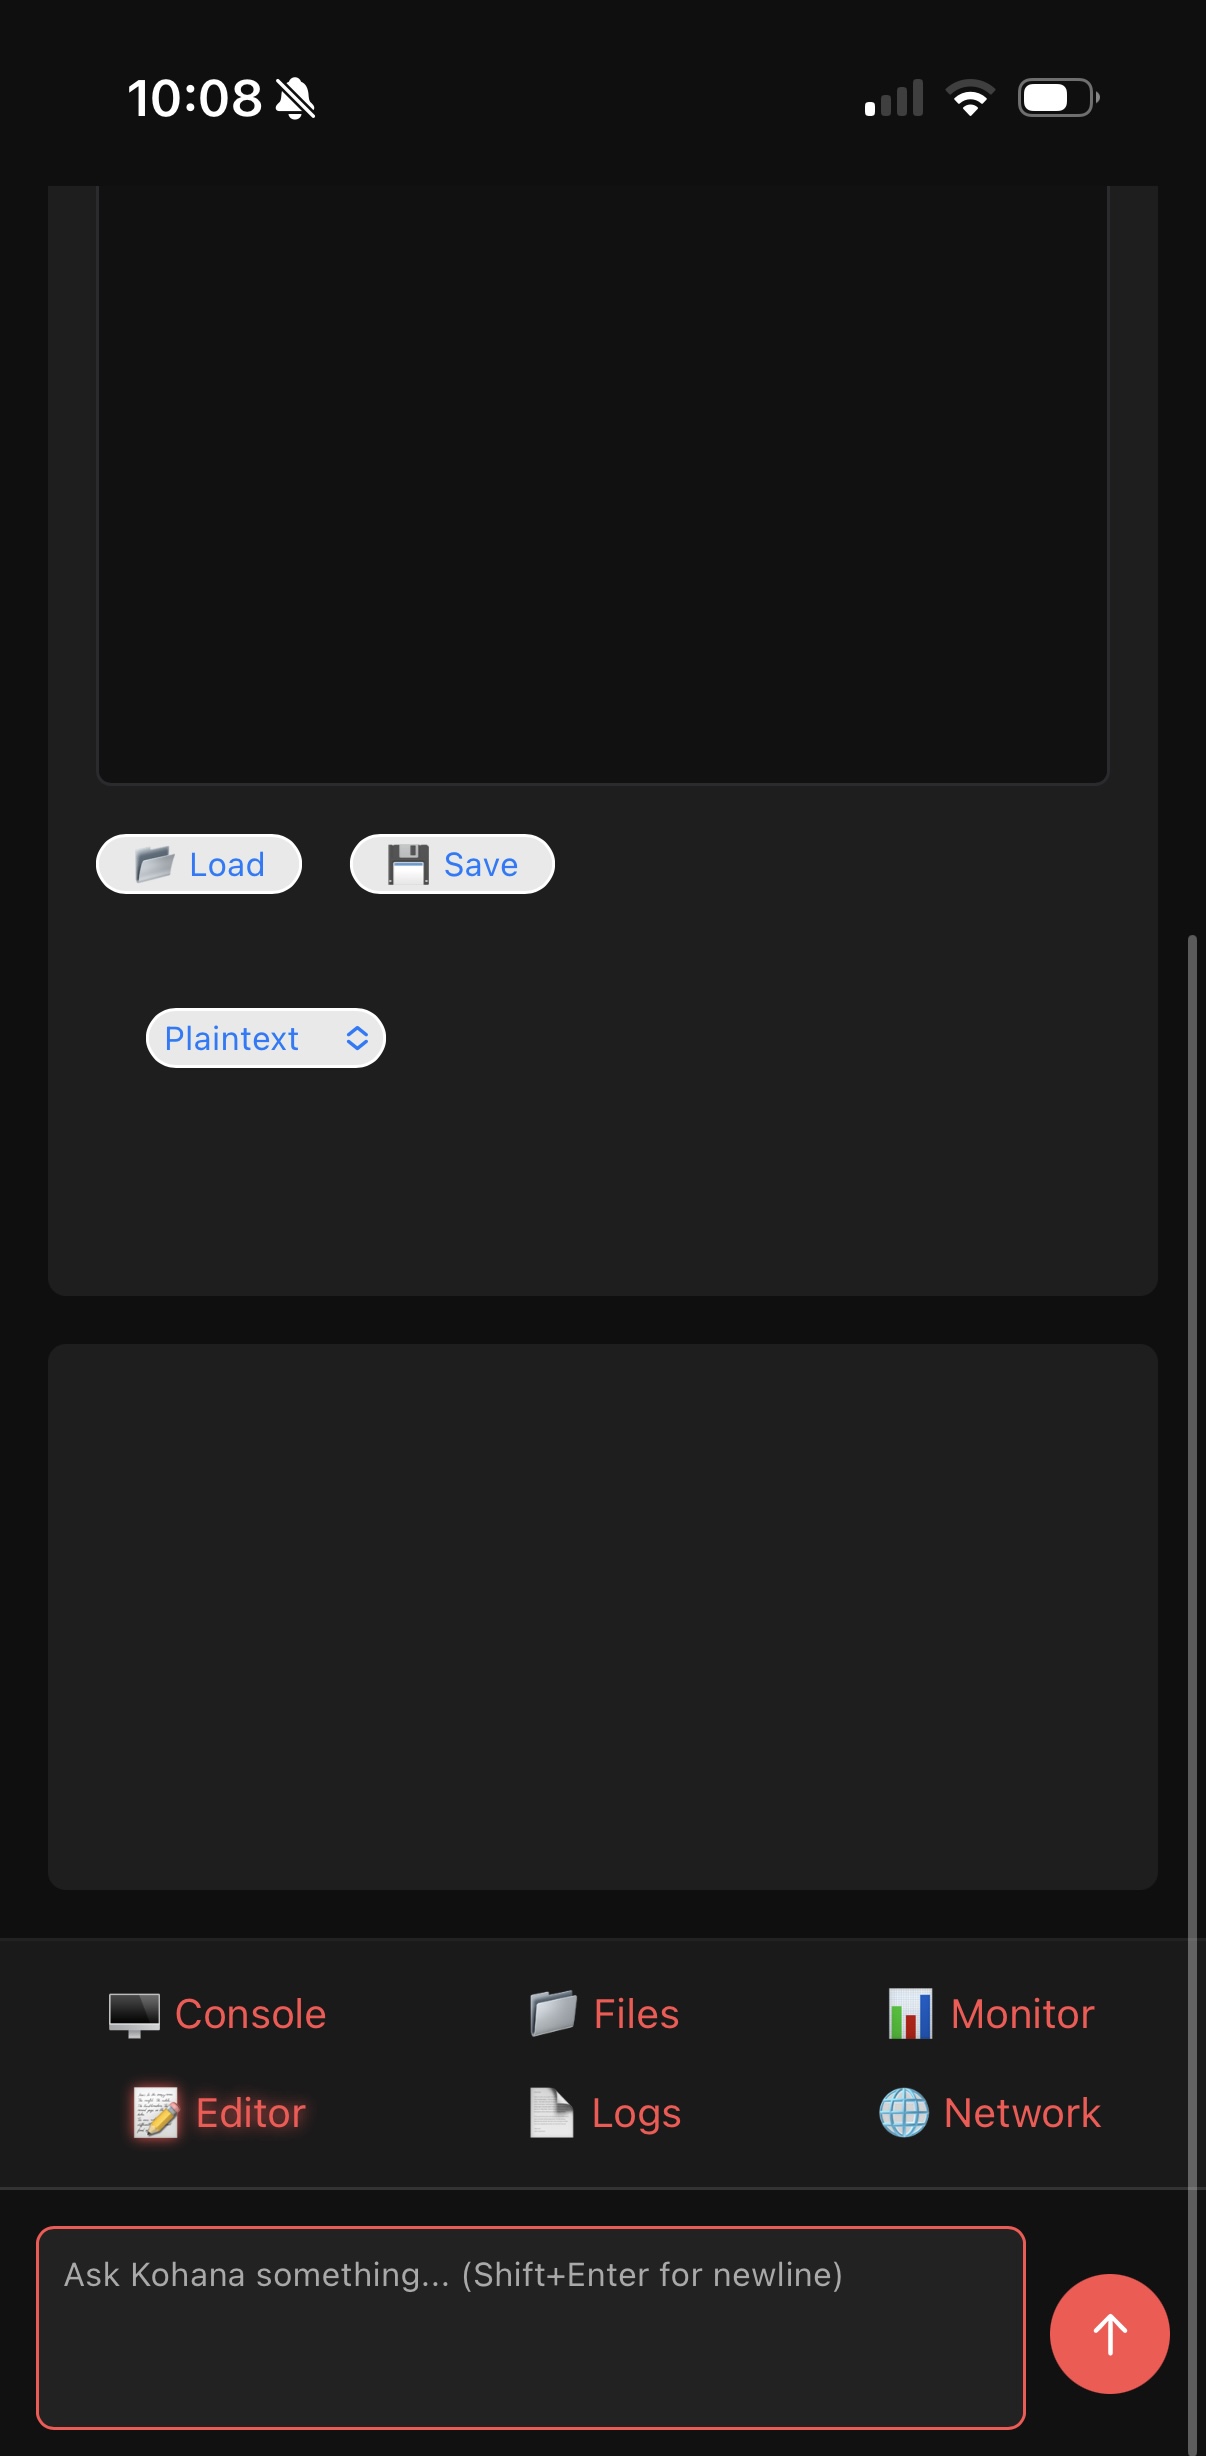 10:08
Load
Save
Plaintext
Console
Files
Monitor
Editor
Logs
Network
Ask Kohana something... (Shift+Enter for newline)